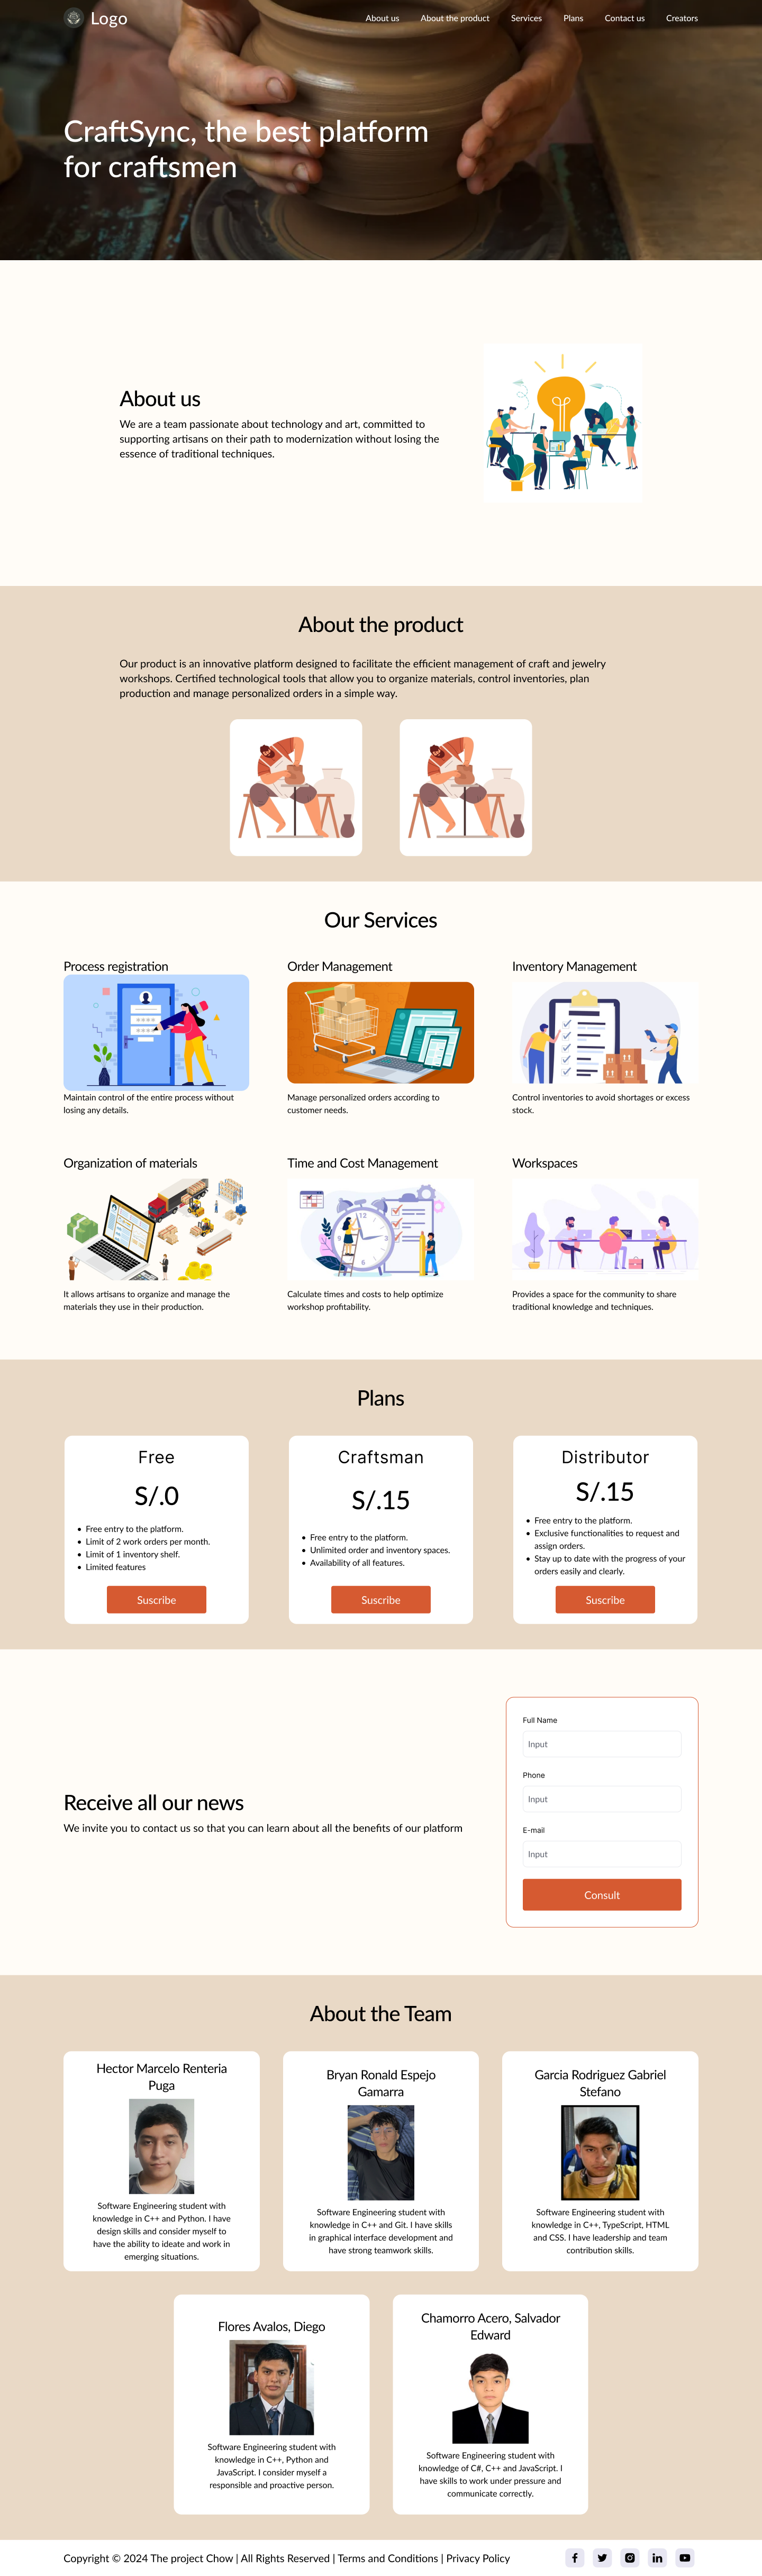 Logo
About us
About the product
Services
Plans
Contact us
Creators
CraftSync, the best platform
for craftsmen
About us
We are a team passionate about technology and art, committed to
supporting artisans on their path to modernization without losing the
essence of traditional techniques.
About the product
Our product is an innovative platform designed to facilitate the efficient management of craft and jewelry
workshops. Certified technological tools that allow you to organize materials, control inventories, plan
production and manage personalized orders in a simple way.
Our Services
Process registration
Maintain control of the entire process without
losing any details.
Order Management
Manage personalized orders according to
customer needs.
Inventory Management
Control inventories to avoid shortages or excess
stock.
Organization of materials
It allows artisans to organize and manage the
materials they use in their production.
Time and Cost Management
Calculate times and costs to help optimize
workshop profitability.
Workspaces
Provides a space for the community to share
traditional knowledge and techniques.
Plans
Free
S/.0
• Free entry to the platform.
• Limit of 2 work orders per month.
• Limit of 1 inventory shelf.
• Limited features
Suscribe
Craftsman
S/.15
• Free entry to the platform.
• Unlimited order and inventory spaces.
• Availability of all features.
Suscribe
Distributor
S/.15
• Free entry to the platform.
• Exclusive functionalities to request and
assign orders.
• Stay up to date with the progress of your
orders easily and clearly.
Suscribe
Receive all our news
We invite you to contact us so that you can learn about all the benefits of our platform
Full Name
Input
Phone
Input
E-mail
Input
Consult
About the Team
Hector Marcelo Renteria
Puga
Software Engineering student with
knowledge in C++ and Python. I have
design skills and consider myself to
have the ability to ideate and work in
emerging situations.
Bryan Ronald Espejo
Gamarra
Software Engineering student with
knowledge in C++ and Git. I have skills
in graphical interface development and
have strong teamwork skills.
Garcia Rodriguez Gabriel
Stefano
Software Engineering student with
knowledge in C++, TypeScript, HTML
and CSS. I have leadership and team
contribution skills.
Flores Avalos, Diego
Software Engineering student with
knowledge in C++, Python and
JavaScript. I consider myself a
responsible and proactive person.
Chamorro Acero, Salvador
Edward
Software Engineering student with
knowledge of C#, C++ and JavaScript. I
have skills to work under pressure and
communicate correctly.
Copyright © 2024 The project Chow | All Rights Reserved | Terms and Conditions | Privacy Policy